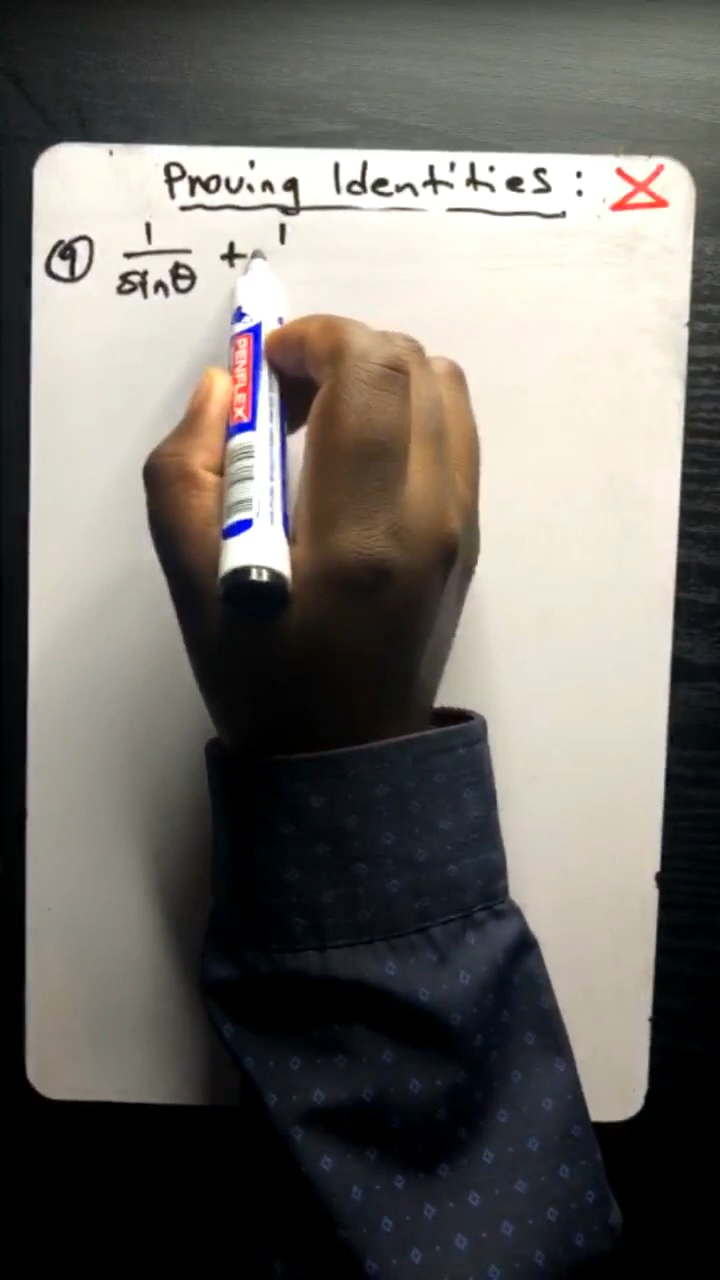 Proving Identities :
9 1/sinθ + 1
PENFLEX